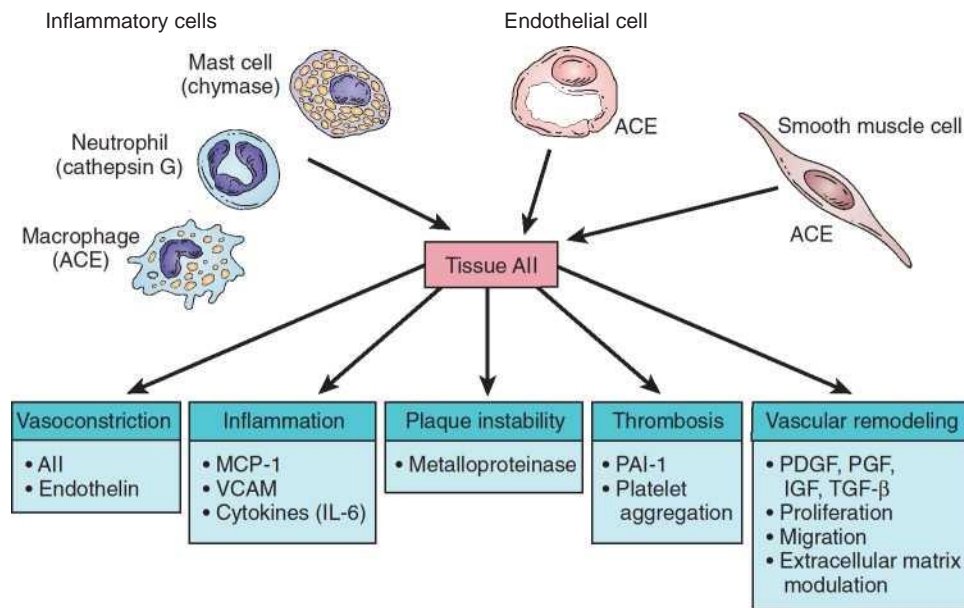 Inflammatory cells
Endothelial cell
Mast cell
(chymase)
Neutrophil
(cathepsin G)
Macrophage
(ACE)
ACE
Smooth muscle cell
ACE
Tissue AII
Vasoconstriction
• AII
• Endothelin
Inflammation
• MCP-1
• VCAM
• Cytokines (IL-6)
Plaque instability
• Metalloproteinase
Thrombosis
• PAI-1
• Platelet
aggregation
Vascular remodeling
• PDGF, PGF,
IGF, TGF-β
• Proliferation
• Migration
• Extracellular matrix
modulation